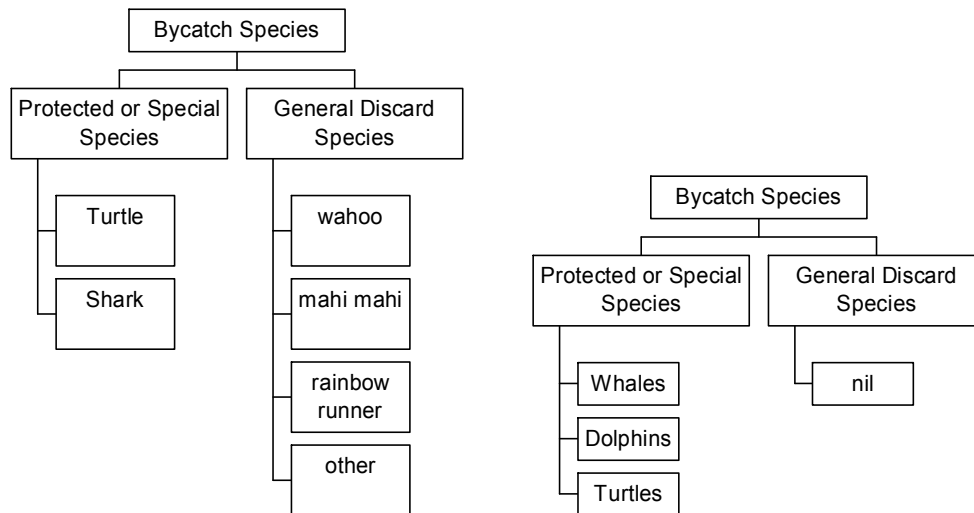 Bycatch Species
Protected or Special
Species
General Discard
Species
Turtle
Shark
wahoo
mahi mahi
rainbow
runner
other
Bycatch Species
Protected or Special
Species
General Discard
Species
Whales
Dolphins
Turtles
nil